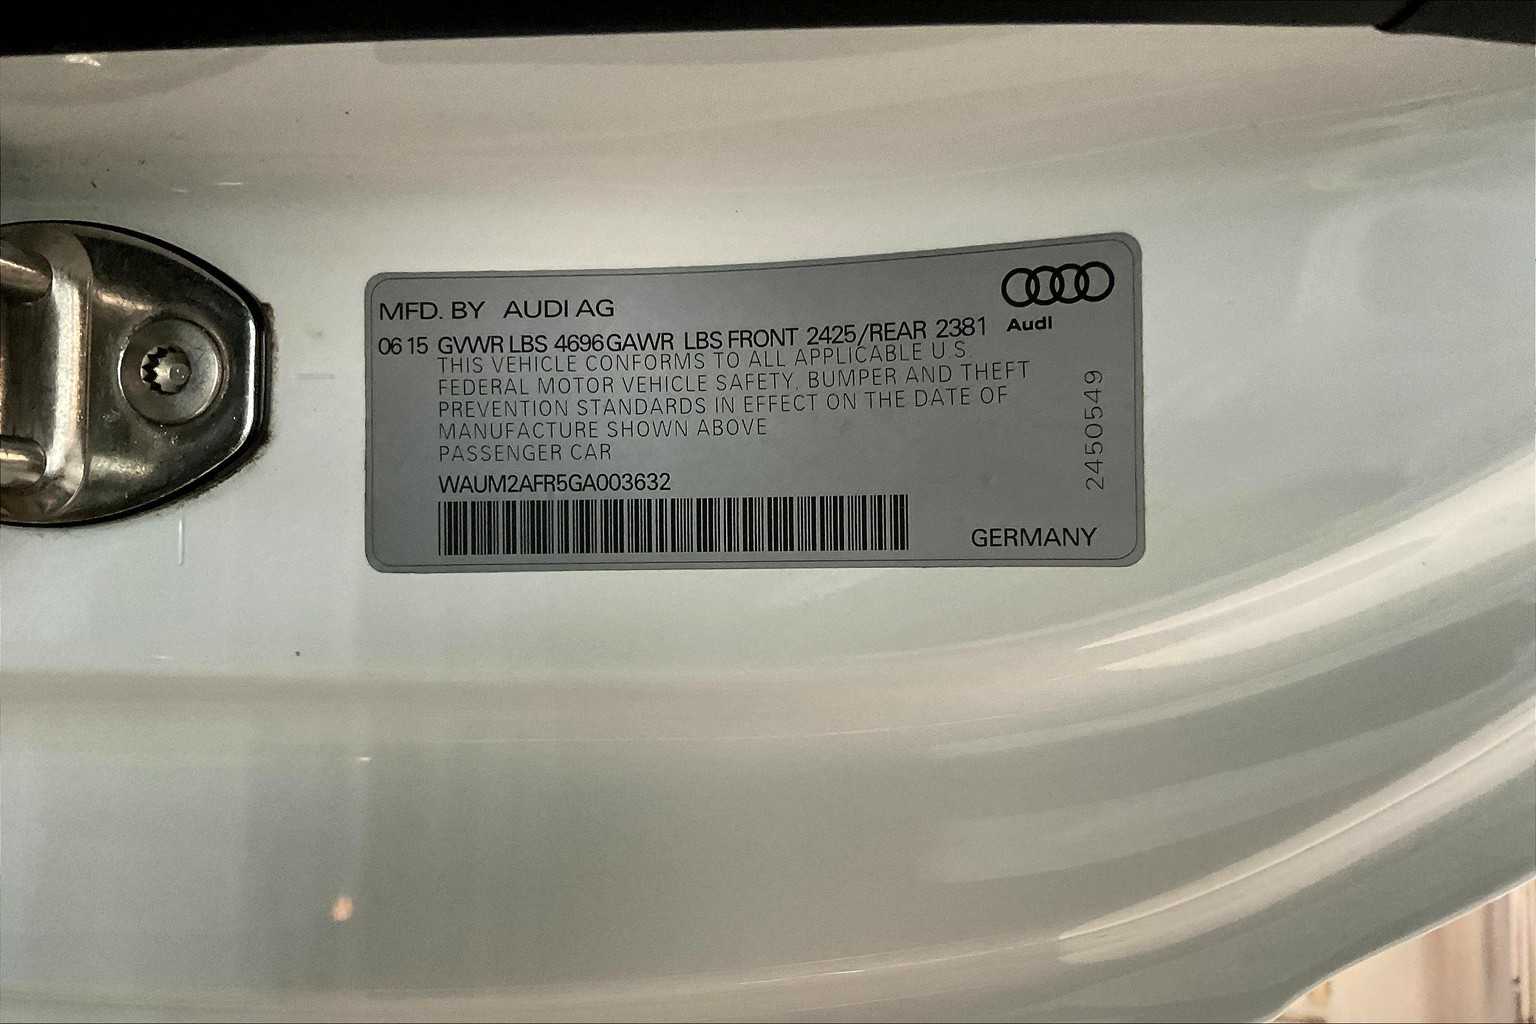 MFD. BY AUDI AG
Audi
06 15 GVWR LBS 4696 GAWR LBS FRONT 2425/REAR 2381
THIS VEHICLE CONFORMS TO ALL APPLICABLE U.S.
FEDERAL MOTOR VEHICLE SAFETY, BUMPER AND THEFT
PREVENTION STANDARDS IN EFFECT ON THE DATE OF
MANUFACTURE SHOWN ABOVE
PASSENGER CAR
WAUM2AFR5GA003632
GERMANY
2450549